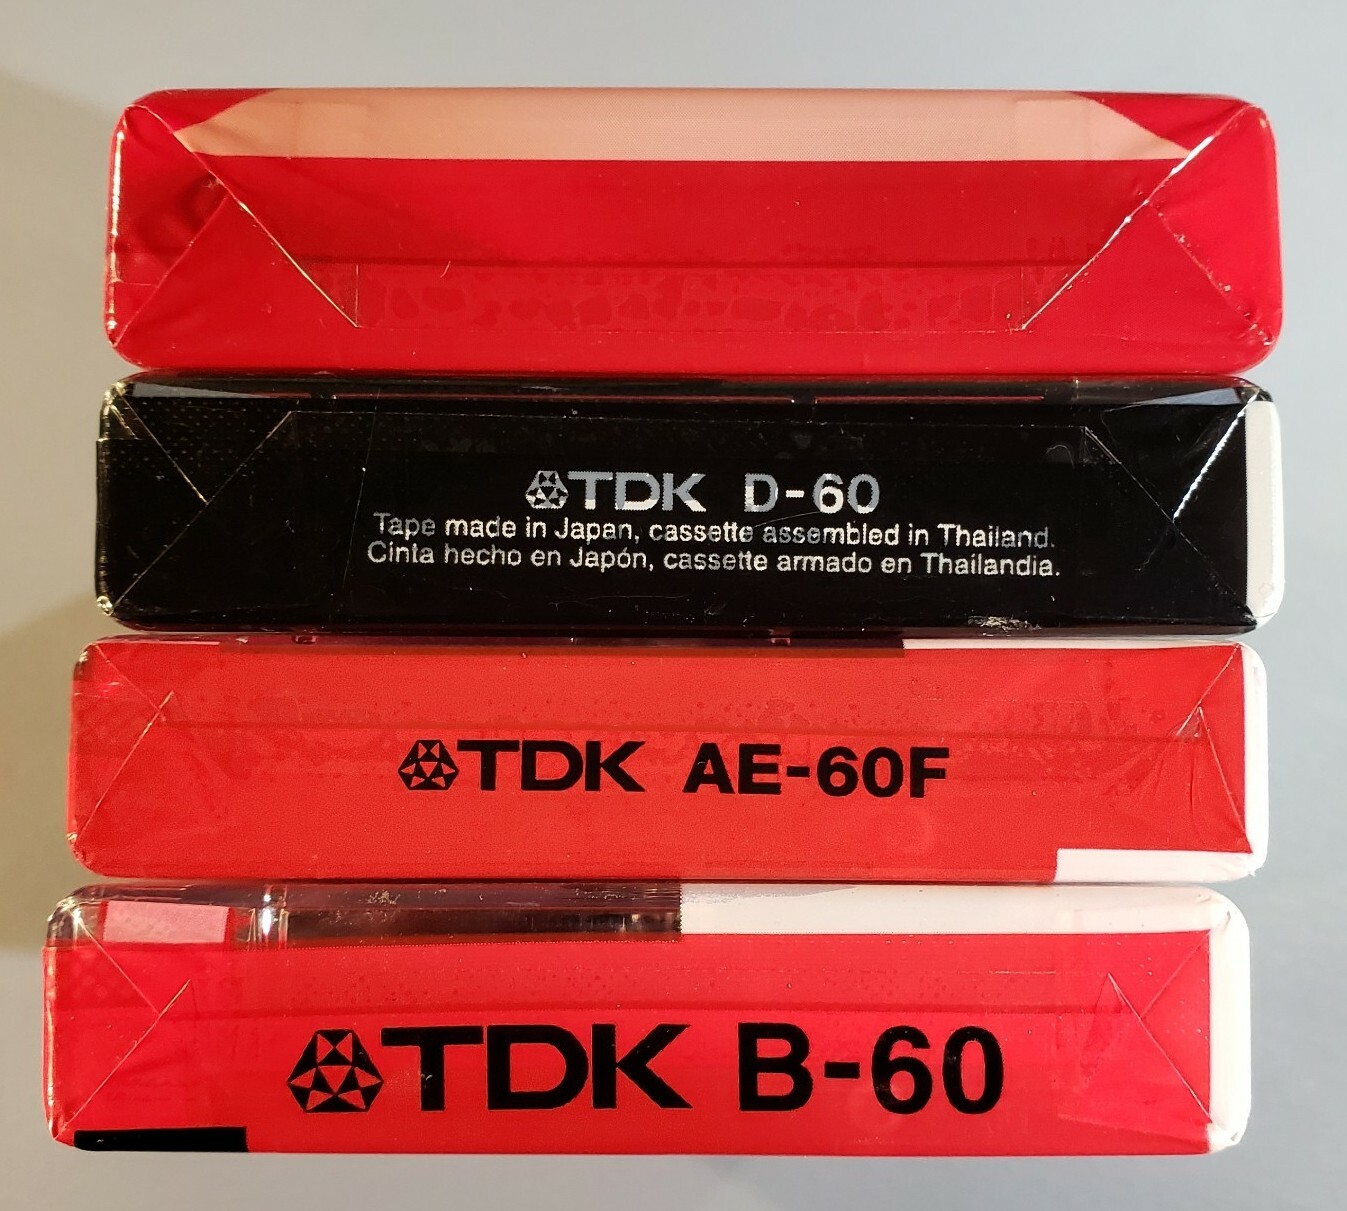 TDK D-60
Tape made in Japan, cassette assembled in Thailand.
Cinta hecho en Japón, cassette armado en Thailandia.
TDK AE-60F
TDK B-60